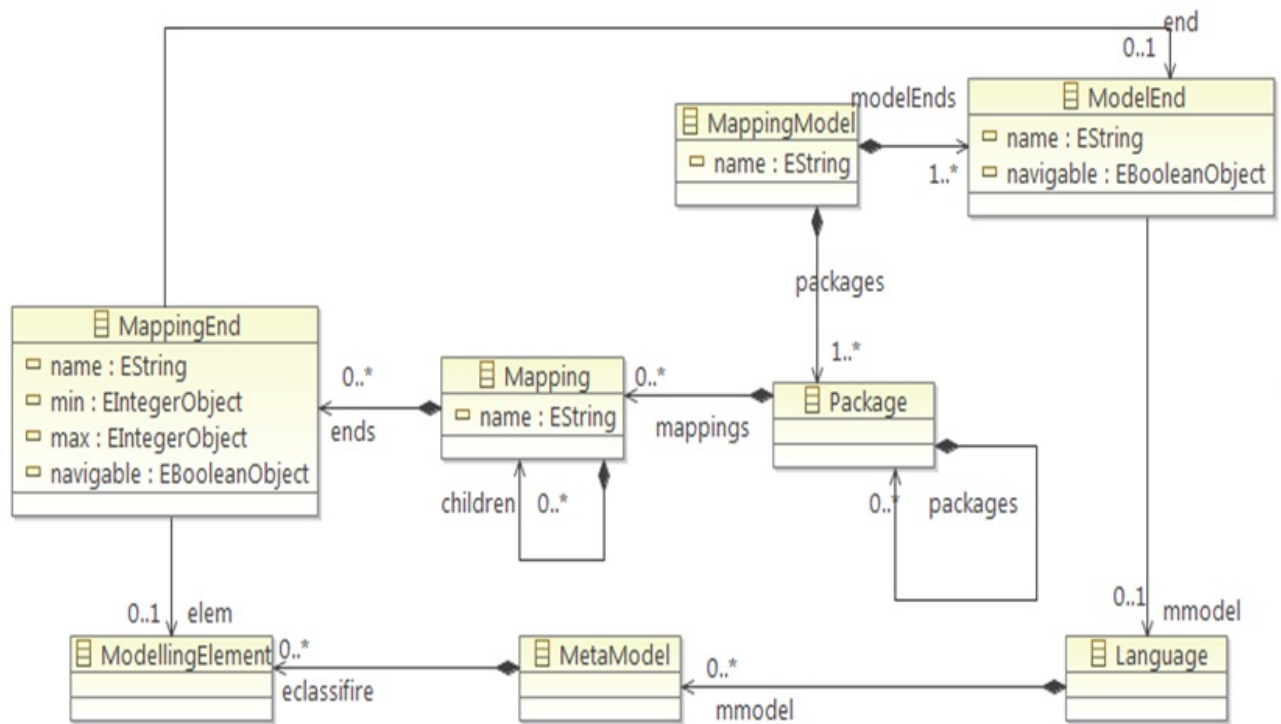 end
0..1
ModelEnd
name : EString
navigable : EBooleanObject
modelEnds
1..*
MappingModel
name : EString
packages
1..*
MappingEnd
name : EString
min : EIntegerObject
max : EIntegerObject
navigable : EBooleanObject
0..*
ends
Mapping
name : EString
0..*
mappings
Package
children
0..*
0..*
packages
0..1
elem
0..1
mmodel
ModellingElement
0..*
eclassifire
MetaModel
0..*
mmodel
Language